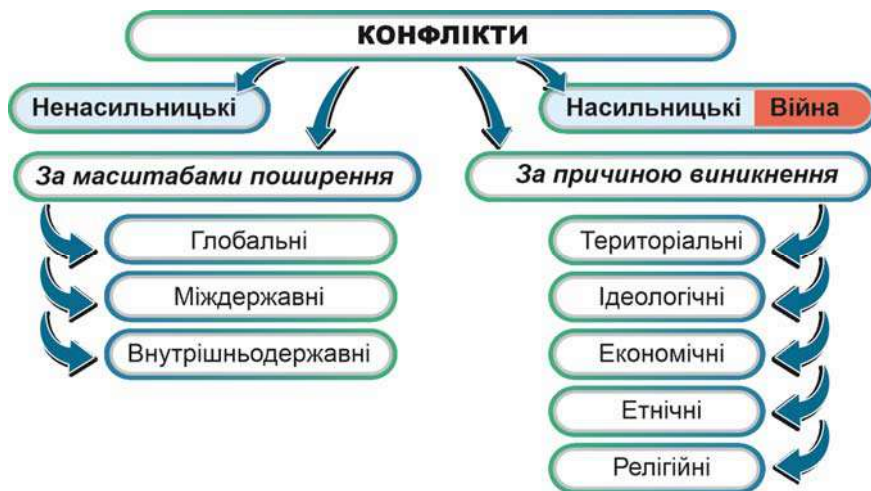 КОНФЛІКТИ
Ненасильницькі
Насильницькі Війна
За масштабами поширення
За причиною виникнення
Глобальні
Міждержавні
Внутрішньодержавні
Територіальні
Ідеологічні
Економічні
Етнічні
Релігійні